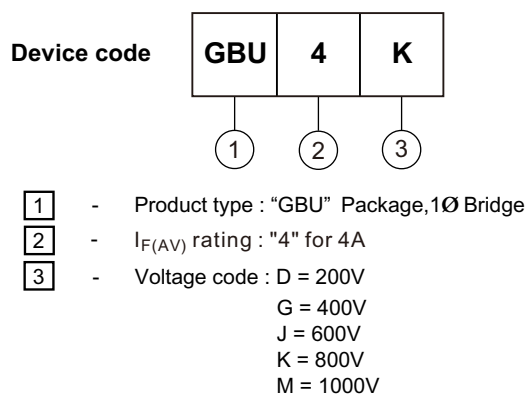 Device code GBU 4 K
1 2 3
1 - Product type : “GBU” Package,1Ø Bridge
2 - IF(AV) rating : "4" for 4A
3 - Voltage code : D = 200V
G = 400V
J = 600V
K = 800V
M = 1000V